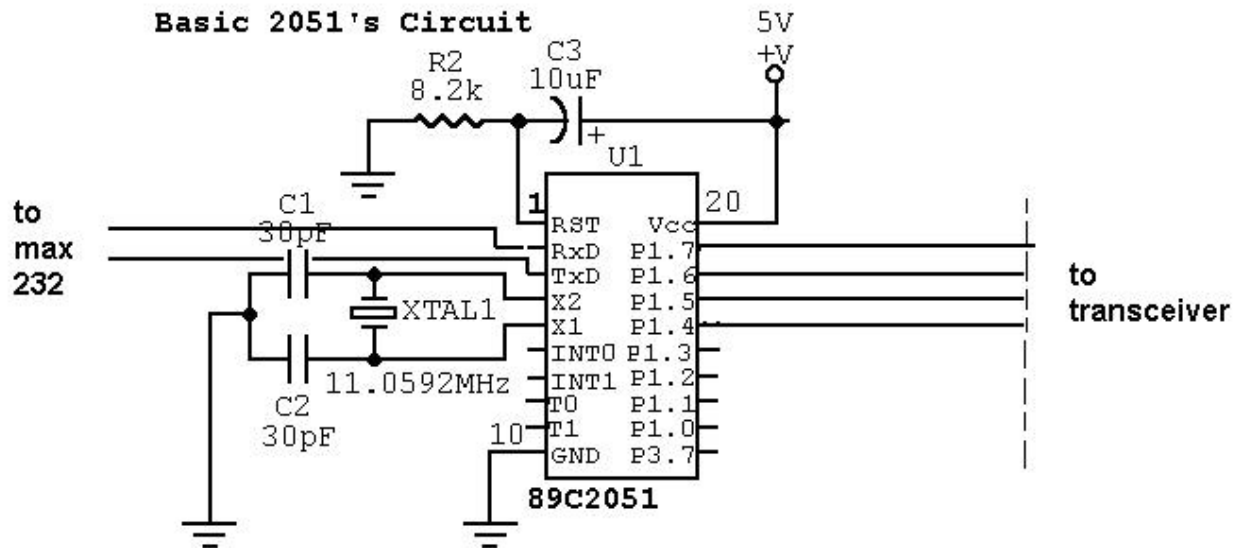 Basic 2051's Circuit
5V
+V
C3
10uF
R2
8.2k
+
U1
1
20
to
max
232
C1
30pF
RST
Vcc
RxD
P1.7
TxD
P1.6
X2
P1.5
X1
P1.4
INT0
P1.3
INT1
P1.2
T0
P1.1
T1
P1.0
GND
P3.7
XTAL1
11.0592MHz
C2
30pF
10
89C2051
to
transceiver